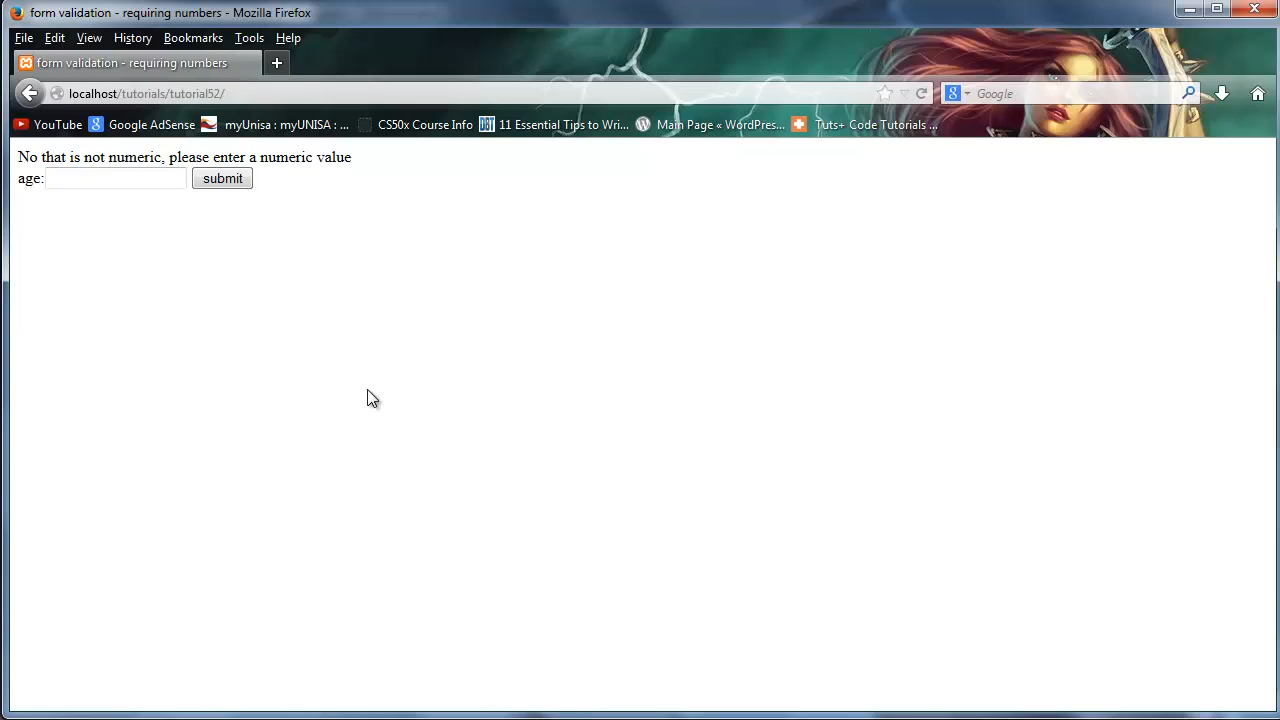 form validation - requiring numbers - Mozilla Firefox
File Edit View History Bookmarks Tools Help
form validation - requiring numbers
localhost/tutorials/tutorial52/ Google
YouTube Google AdSense myUnisa : myUNISA : ... CS50x Course Info DBT 11 Essential Tips to Wri... Main Page « WordPres... Tuts+ Code Tutorials ...
No that is not numeric, please enter a numeric value
age: submit